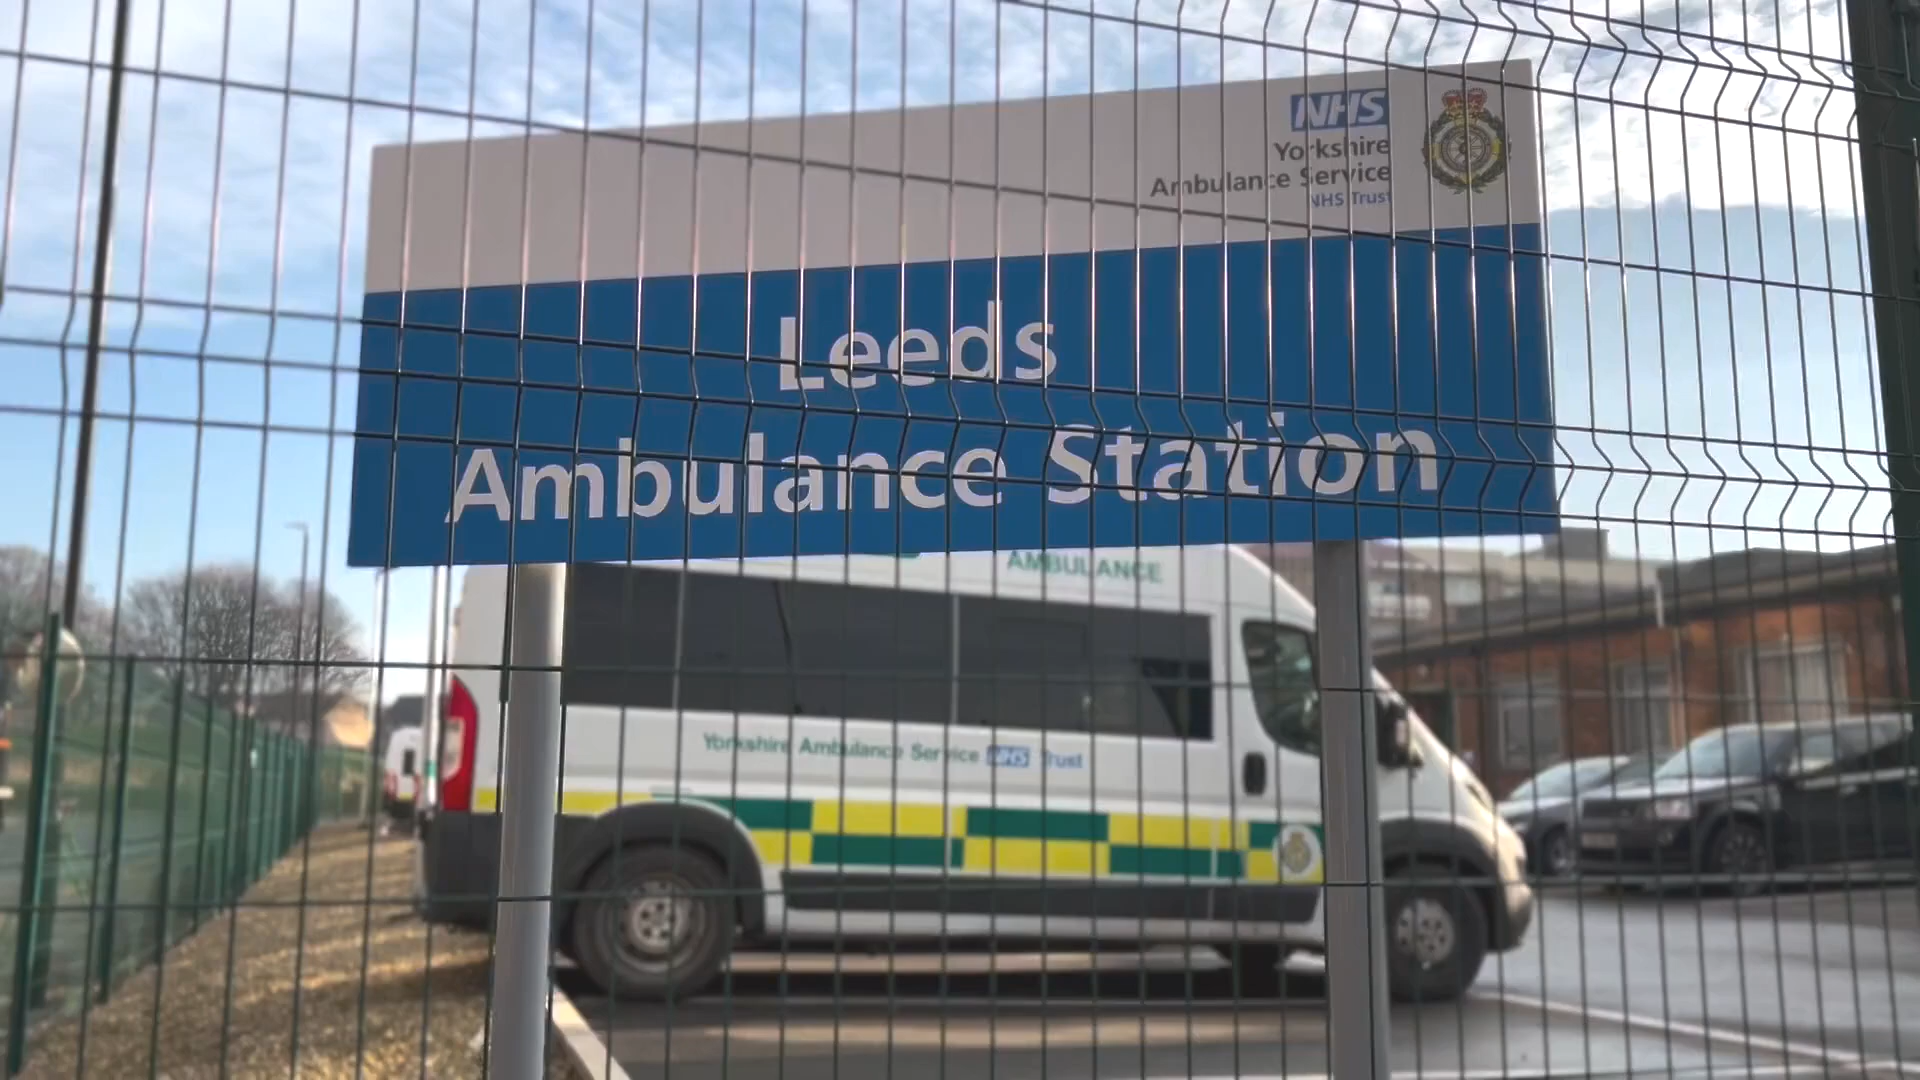 NHS
Yorkshire
Ambulance Service
NHS Trust
Leeds
Ambulance Station
AMBULANCE
Yorkshire Ambulance Service NHS Trust